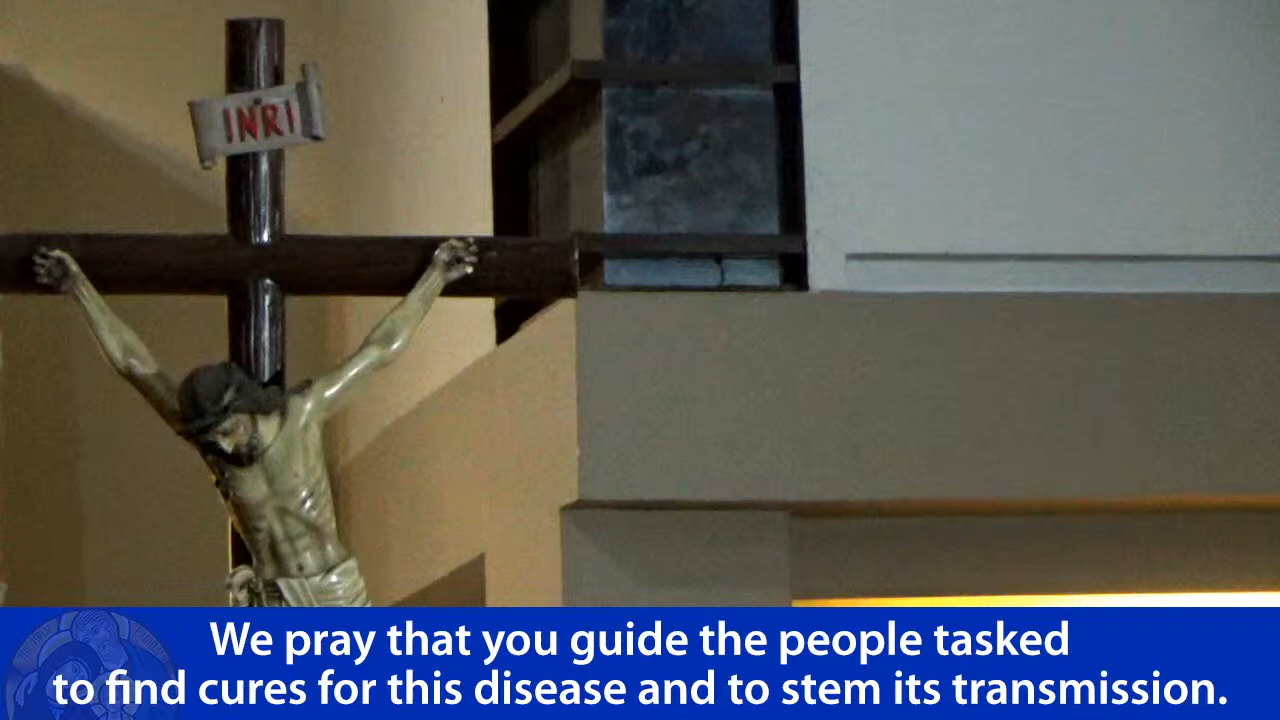 INRI
We pray that you guide the people tasked
to find cures for this disease and to stem its transmission.